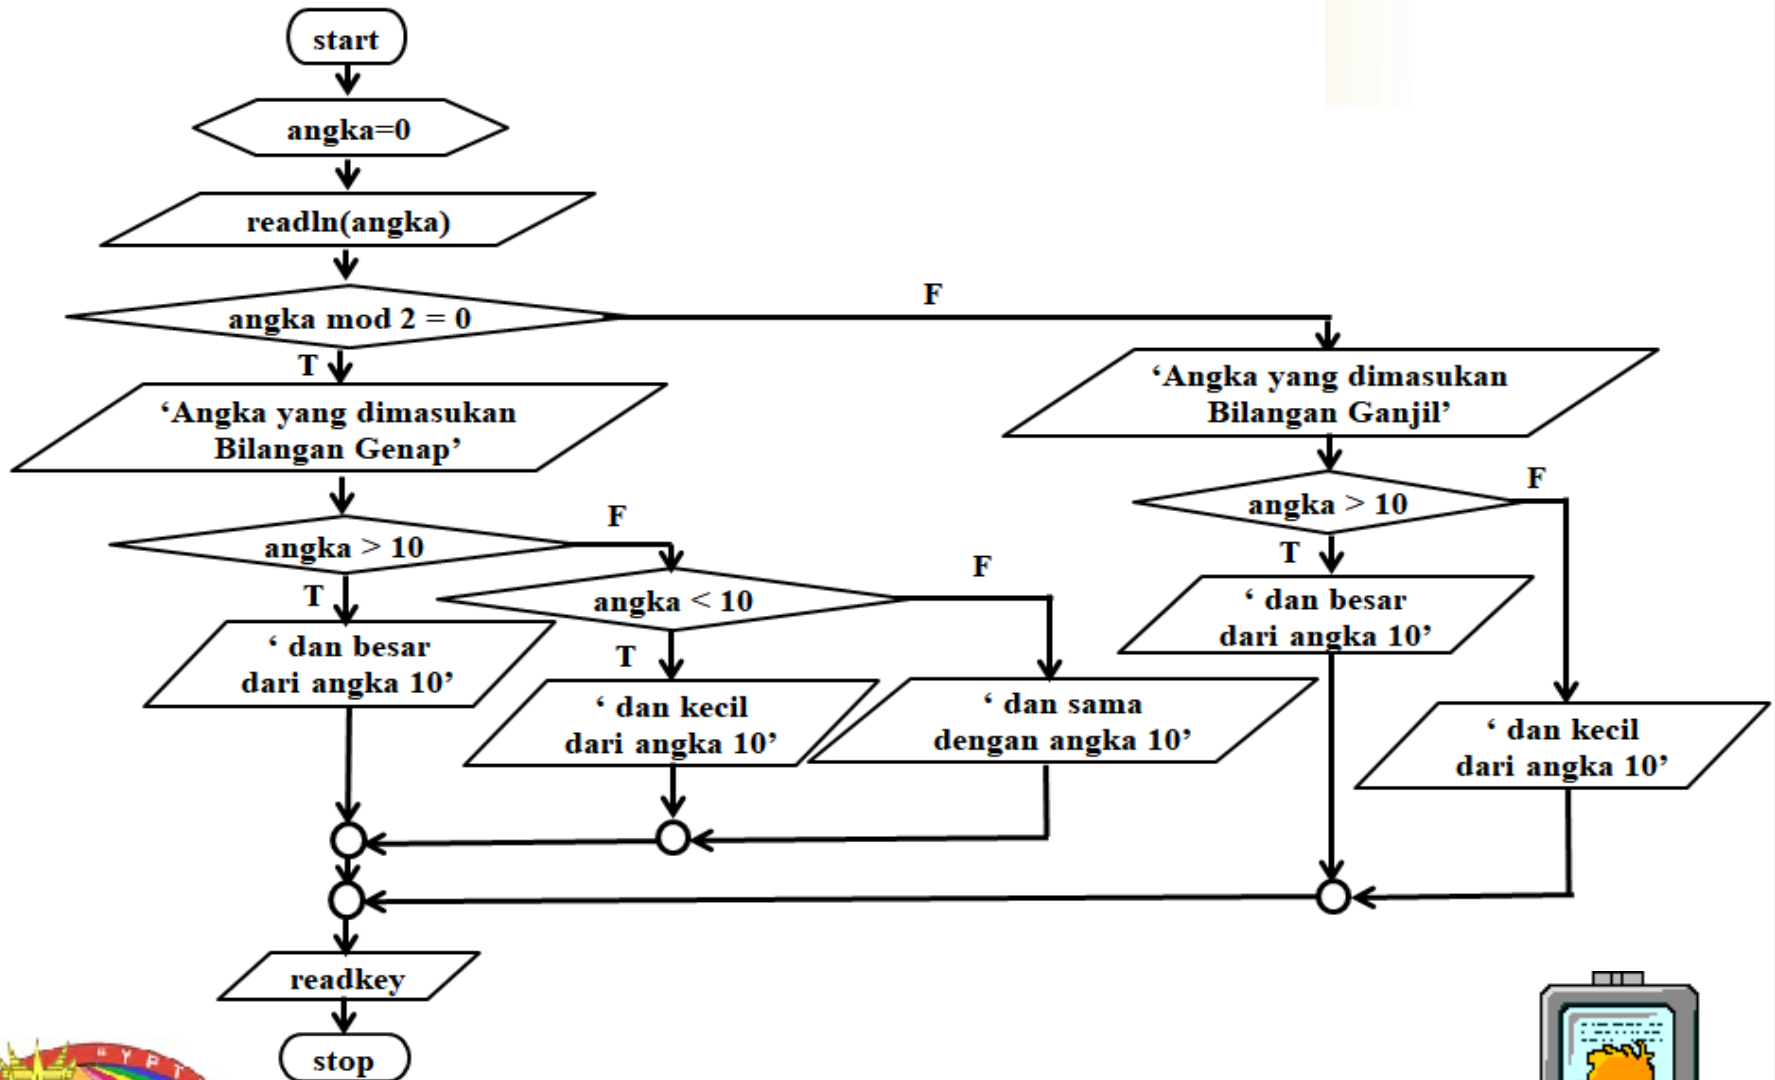 start
angka=0
readln(angka)
angka mod 2 = 0
F
T
‘Angka yang dimasukan
Bilangan Genap’
‘Angka yang dimasukan
Bilangan Ganjil’
angka > 10
F
T
‘ dan besar
dari angka 10’
angka < 10
F
T
‘ dan kecil
dari angka 10’
‘ dan sama
dengan angka 10’
angka > 10
F
T
‘ dan besar
dari angka 10’
‘ dan kecil
dari angka 10’
readkey
stop
“YPT